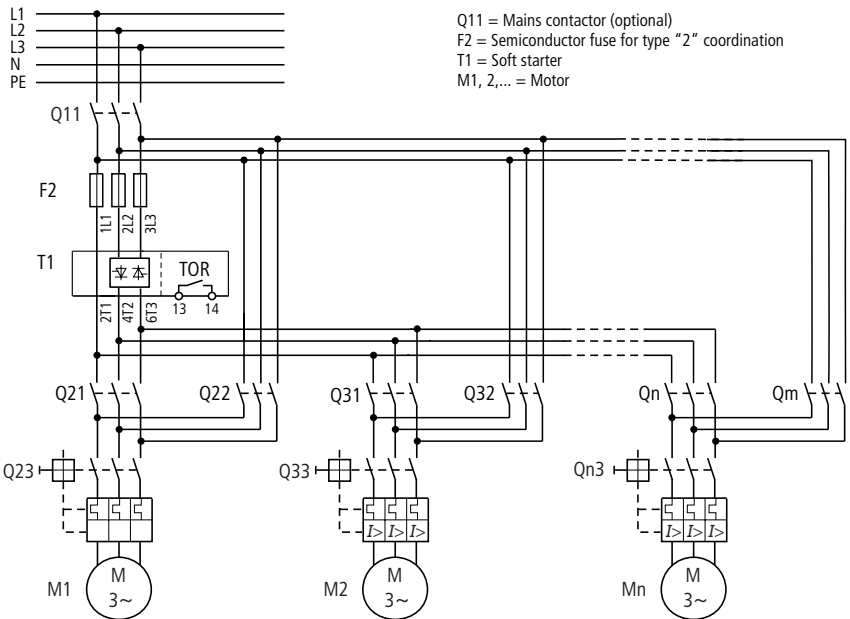 L1
L2
L3
N
PE
Q11 = Mains contactor (optional)
F2 = Semiconductor fuse for type “2” coordination
T1 = Soft starter
M1, 2,... = Motor
Q11
F2
1L1
2L2
3L3
T1
TOR
13
14
2T1
4T2
6T3
Q21
Q22
Q31
Q32
Qn
Qm
Q23
Q33
Qn3
I> I> I>
I> I> I>
M1
M
3~
M2
M
3~
Mn
M
3~